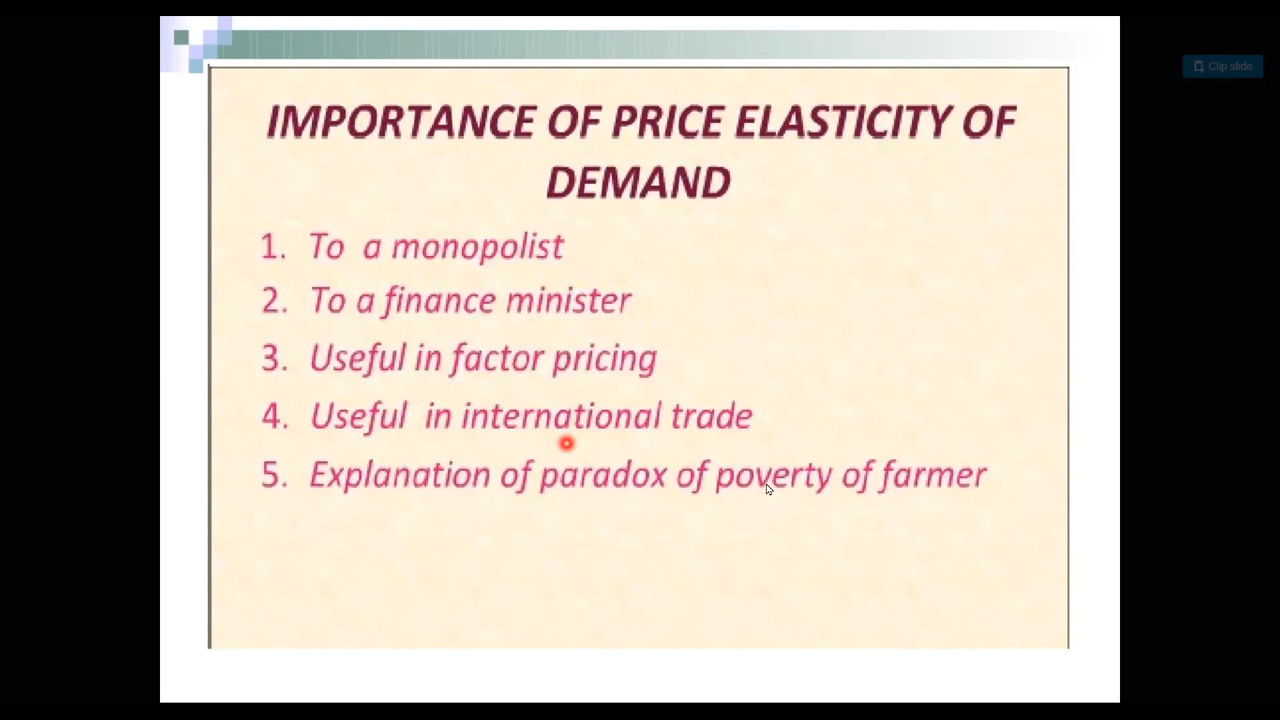 Clip slide
IMPORTANCE OF PRICE ELASTICITY OF
DEMAND
1. To a monopolist
2. To a finance minister
3. Useful in factor pricing
4. Useful in international trade
5. Explanation of paradox of poverty of farmer